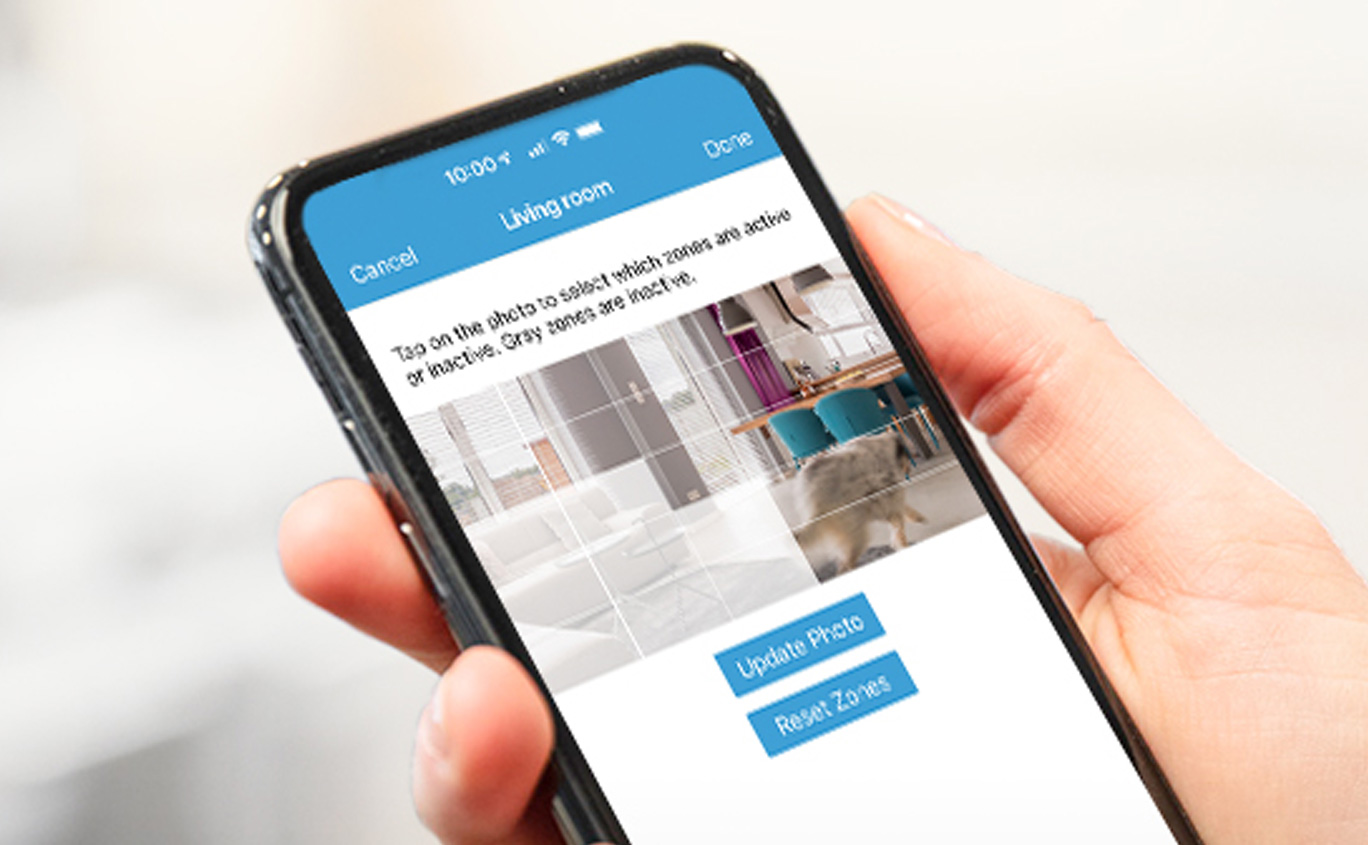 10:00
Cancel
Living room
Done
Tap on the photo to select which zones are active
or inactive. Gray zones are inactive.
Update Photo
Reset Zones